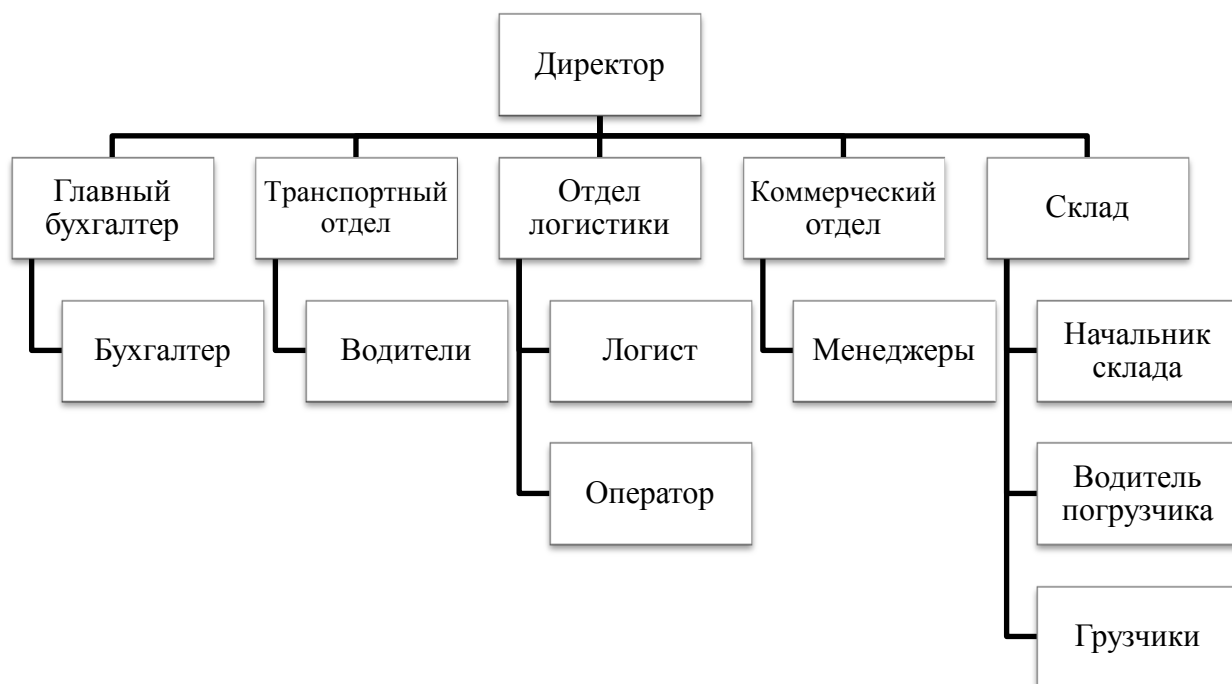 Директор
Главный
бухгалтер
Транспортный
отдел
Отдел
логистики
Коммерческий
отдел
Склад
Бухгалтер
Водители
Логист
Менеджеры
Начальник
склада
Оператор
Водитель
погрузчика
Грузчики